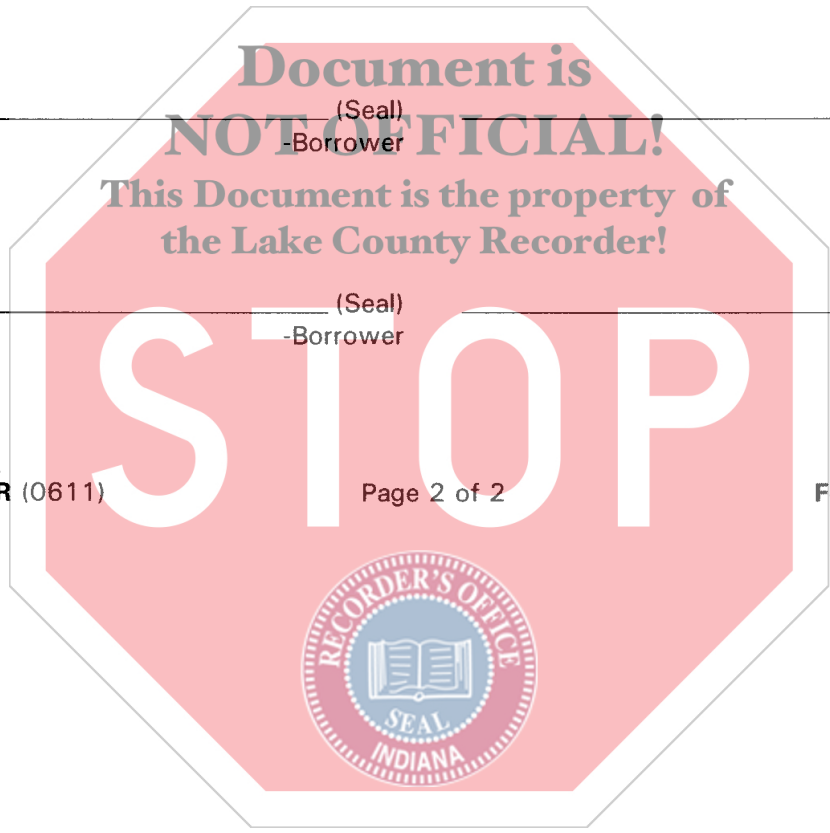 Document is
(Seal)
NOT OFFICIAL!
-Borrower
This Document is the property of
the Lake County Recorder!
(Seal)
-Borrower
STOP
R (0611) Page 2 of 2 F
RECORDER'S OFFICE
SEAL
INDIANA